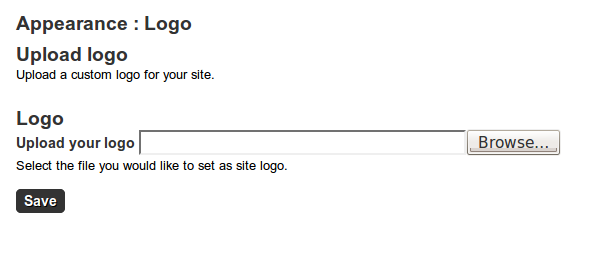 Appearance : Logo
Upload logo
Upload a custom logo for your site.
Logo
Upload your logo Browse...
Select the file you would like to set as site logo.
Save